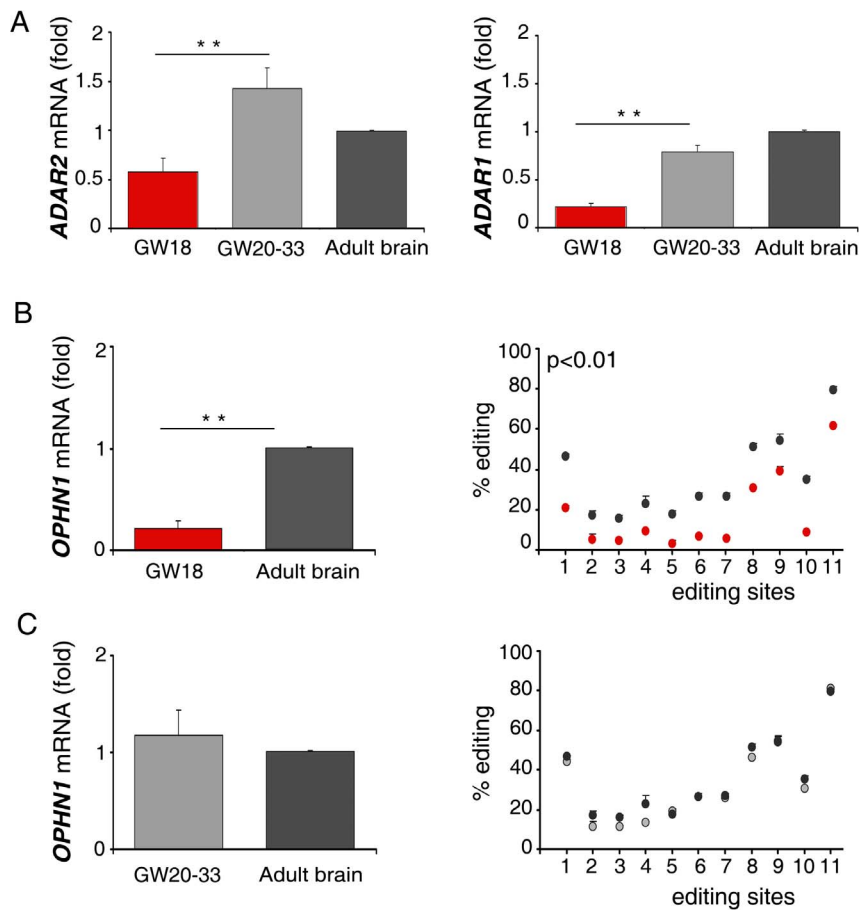 A
ADAR2 mRNA (fold)
2
1.5
1
0.5
0
* *
GW18 GW20-33 Adult brain
ADAR1 mRNA (fold)
2
1.5
1
0.5
0
* *
GW18 GW20-33 Adult brain
B
OPHN1 mRNA (fold)
2
1
0
* *
GW18 Adult brain
% editing
100
80
60
40
20
0
p<0.01
1 2 3 4 5 6 7 8 9 10 11
editing sites
C
OPHN1 mRNA (fold)
2
1
0
GW20-33 Adult brain
% editing
100
80
60
40
20
0
1 2 3 4 5 6 7 8 9 10 11
editing sites